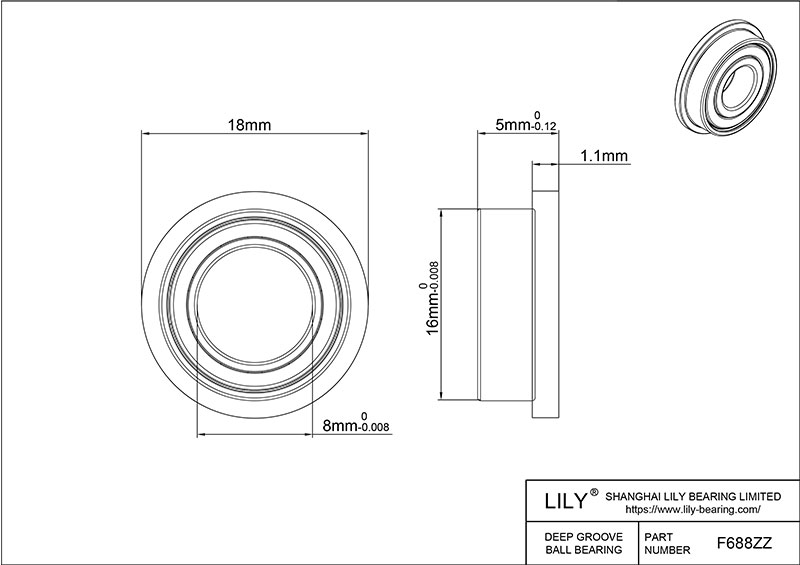 18mm
5mm 0 -0.12
1.1mm
16mm 0 -0.008
8mm 0 -0.008
LILY® SHANGHAI LILY BEARING LIMITED
https://www.lily-bearing.com/
DEEP GROOVE
BALL BEARING
PART
NUMBER
F688ZZ